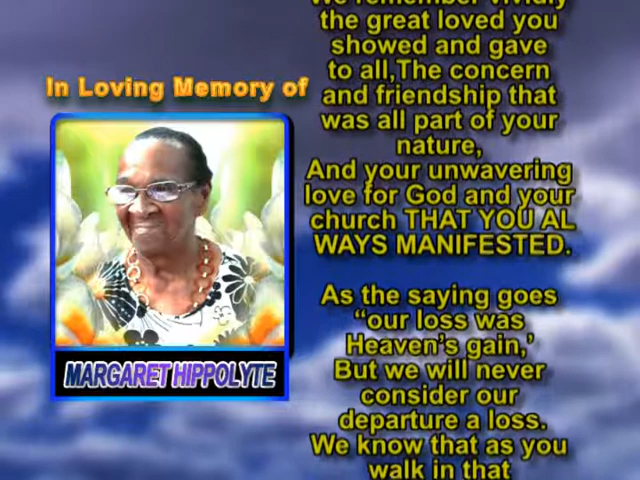 In Loving Memory of
MARGARET HIPPOLYTE
We remember vividly
the great loved you
showed and gave
to all,The concern
and friendship that
was all part of your
nature,
And your unwavering
love for God and your
church THAT YOU AL
WAYS MANIFESTED.
As the saying goes
“our loss was
Heaven's gain,’
But we will never
consider our
departure a loss.
We know that as you
walk in that